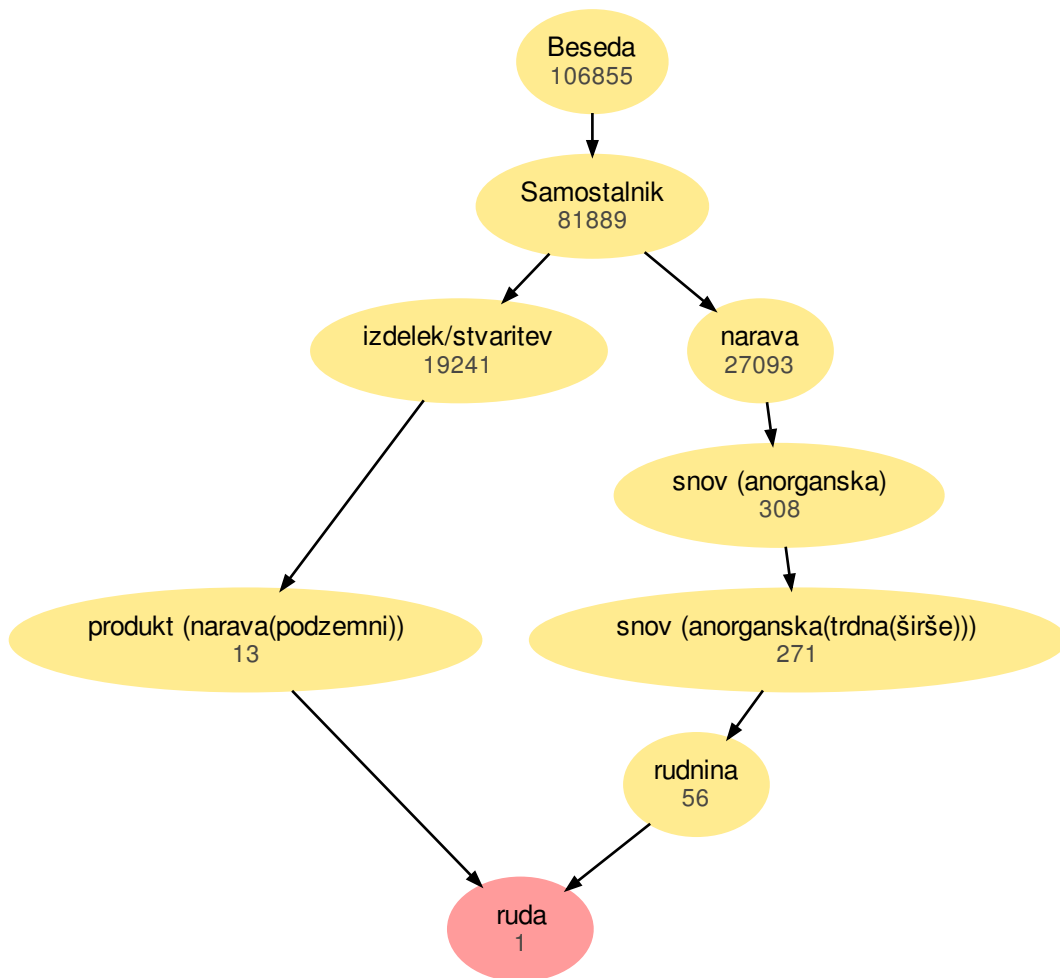 Beseda
106855
Samostalnik
81889
izdelek/stvaritev
19241
narava
27093
snov (anorganska)
308
produkt (narava(podzemni))
13
snov (anorganska(trdna(širše)))
271
rudnina
56
ruda
1